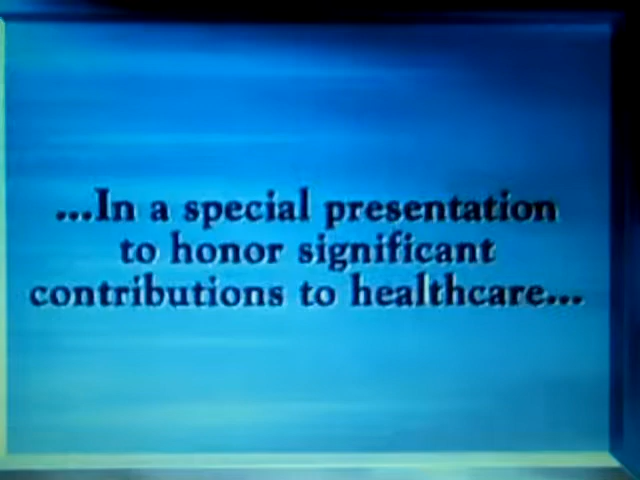 ...In a special presentation
to honor significant
contributions to healthcare...